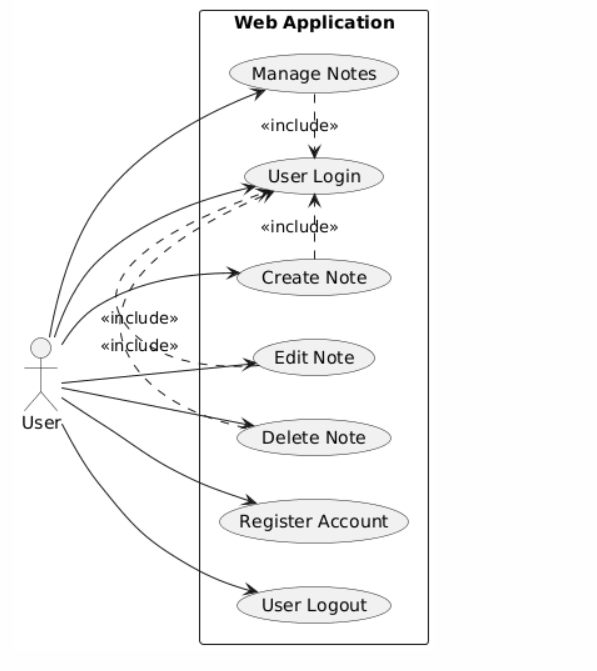 Web Application
Manage Notes
«include»
User Login
«include»
Create Note
«include»
«include»
Edit Note
User
Delete Note
Register Account
User Logout